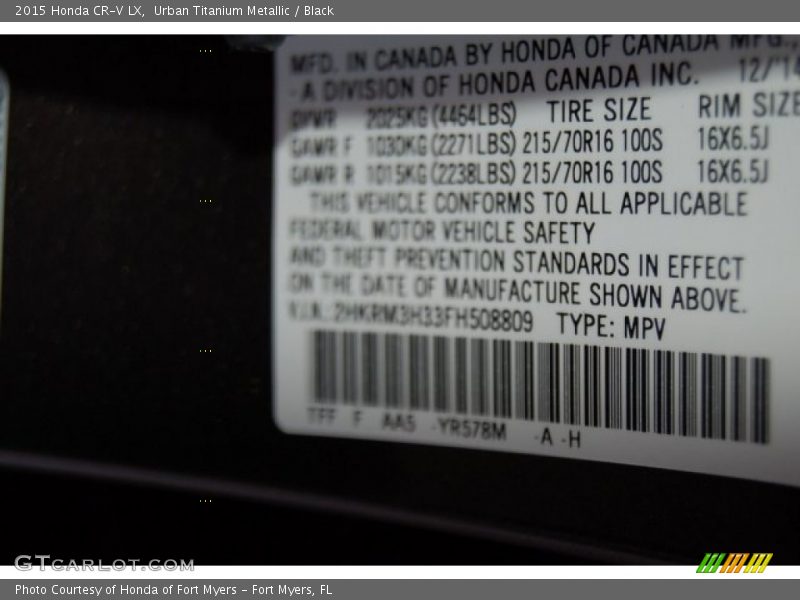 2015 Honda CR-V LX,  Urban Titanium Metallic / Black
MFD. IN CANADA BY HONDA OF CANADA MFG.,
-A DIVISION OF HONDA CANADA INC. 12/'14
GVWR 2025KG(4464LBS) TIRE SIZE RIM SIZE
GAWR F 1030KG(2271LBS) 215/70R16 100S 16X6.5J
GAWR R 1015KG(2238LBS) 215/70R16 100S 16X6.5J
THIS VEHICLE CONFORMS TO ALL APPLICABLE
FEDERAL MOTOR VEHICLE SAFETY
AND THEFT PREVENTION STANDARDS IN EFFECT
ON THE DATE OF MANUFACTURE SHOWN ABOVE.
V.I.N.:2HKRM3H33FH508809 TYPE: MPV
TFF F AA5 -YR578M -A -H
GTcarlot.com
Photo Courtesy of Honda of Fort Myers - Fort Myers, FL